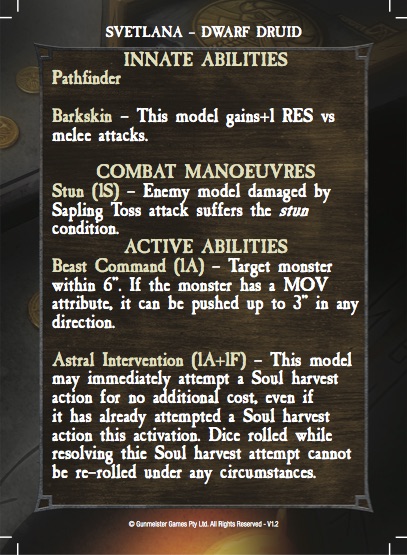 SVETLANA - DWARF DRUID
INNATE ABILITIES
Pathfinder
Barkskin – This model gains+1 RES vs
melee attacks.
COMBAT MANOEUVRES
Stun (1S) – Enemy model damaged by
Sapling Toss attack suffers the stun
condition.
ACTIVE ABILITIES
Beast Command (1A) – Target monster
within 6". If the monster has a MOV
attribute, it can be pushed up to 3" in any
direction.
Astral Intervention (1A+1F) – This model
may immediately attempt a Soul harvest
action for no additional cost, even if
it has already attempted a Soul harvest
action this activation. Dice rolled while
resolving thie Soul harvest attempt cannot
be re-rolled under any circumstances.
© Gunmeister Games Pty Ltd. All Rights Reserved - V1.2